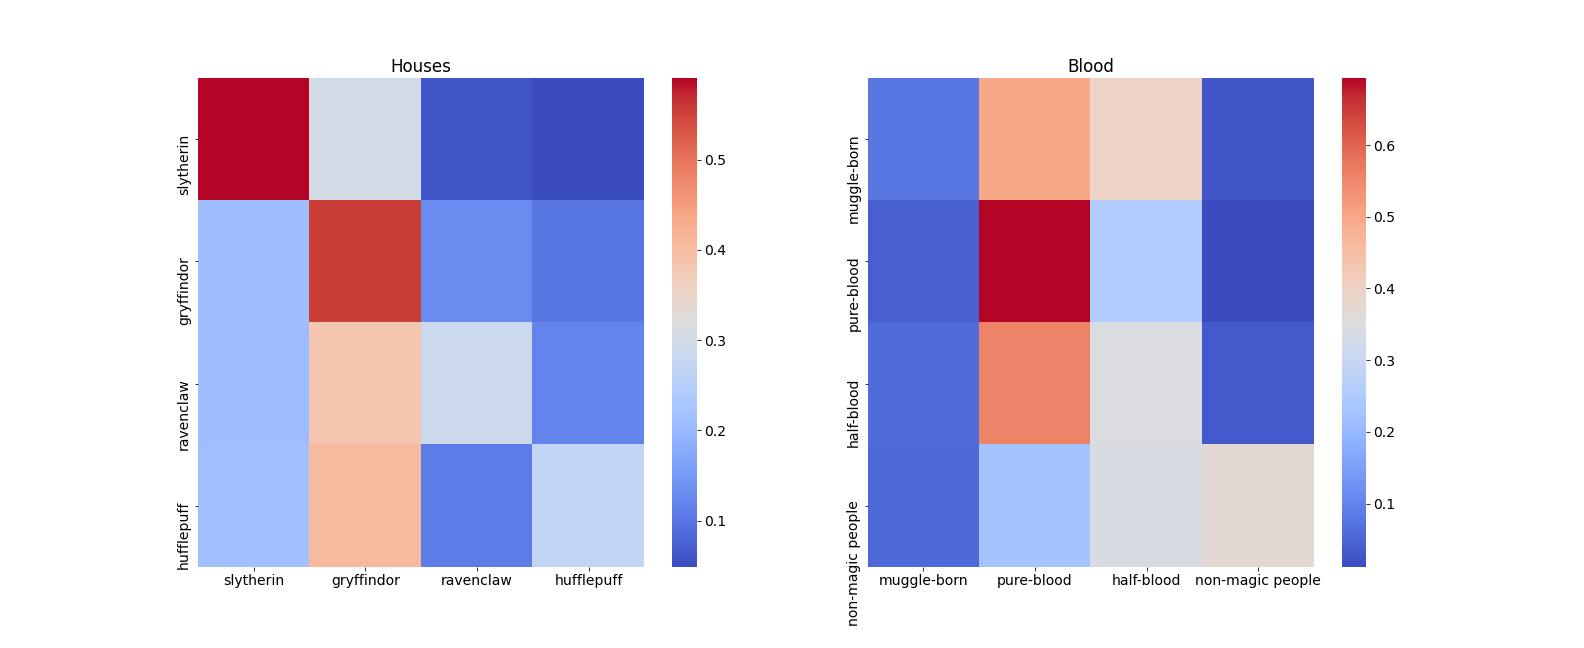 Houses
slytherin
gryffindor
ravenclaw
hufflepuff
slytherin
gryffindor
ravenclaw
hufflepuff
0.5
0.4
0.3
0.2
0.1
Blood
muggle-born
pure-blood
half-blood
non-magic people
muggle-born
pure-blood
half-blood
non-magic people
0.6
0.5
0.4
0.3
0.2
0.1